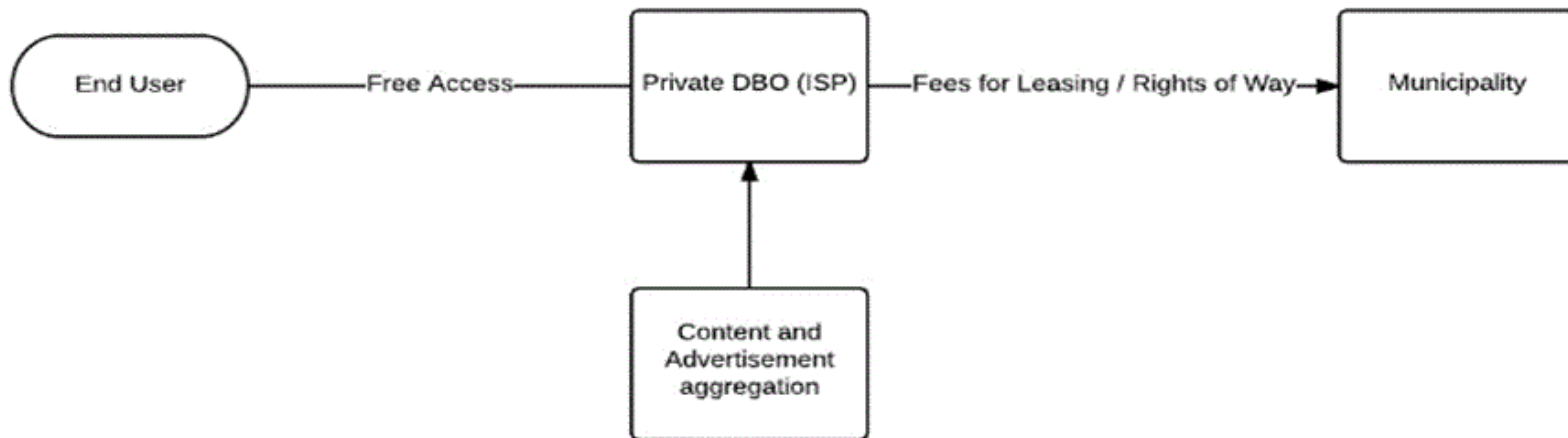 End User
Free Access
Private DBO (ISP)
Fees for Leasing / Rights of Way
Municipality
Content and
Advertisement
aggregation